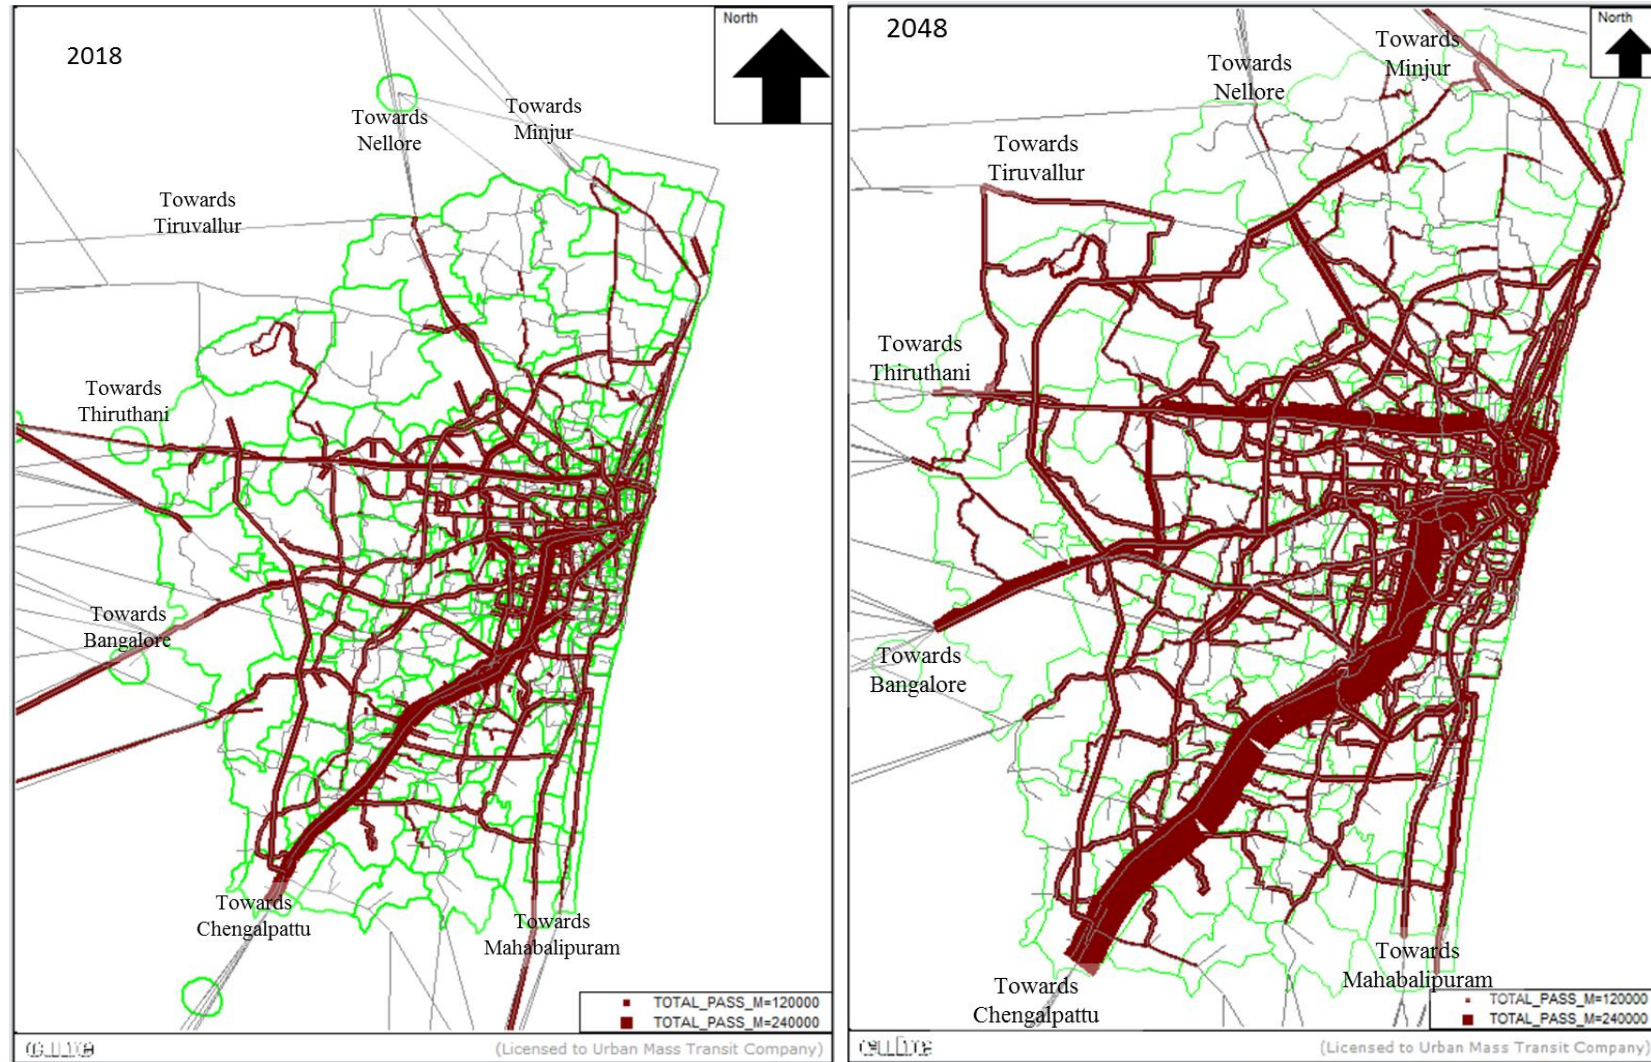 2018
North
Towards
Nellore
Towards
Minjur
Towards
Tiruvallur
Towards
Thiruthani
Towards
Bangalore
Towards
Chengalpattu
Towards
Mahabalipuram
TOTAL_PASS_M=120000
TOTAL_PASS_M=240000
(Licensed to Urban Mass Transit Company)
2048
North
Towards
Minjur
Towards
Nellore
Towards
Tiruvallur
Towards
Thiruthani
Towards
Bangalore
Towards
Mahabalipuram
Towards
Chengalpattu
TOTAL_PASS_M=120000
TOTAL_PASS_M=240000
(Licensed to Urban Mass Transit Company)